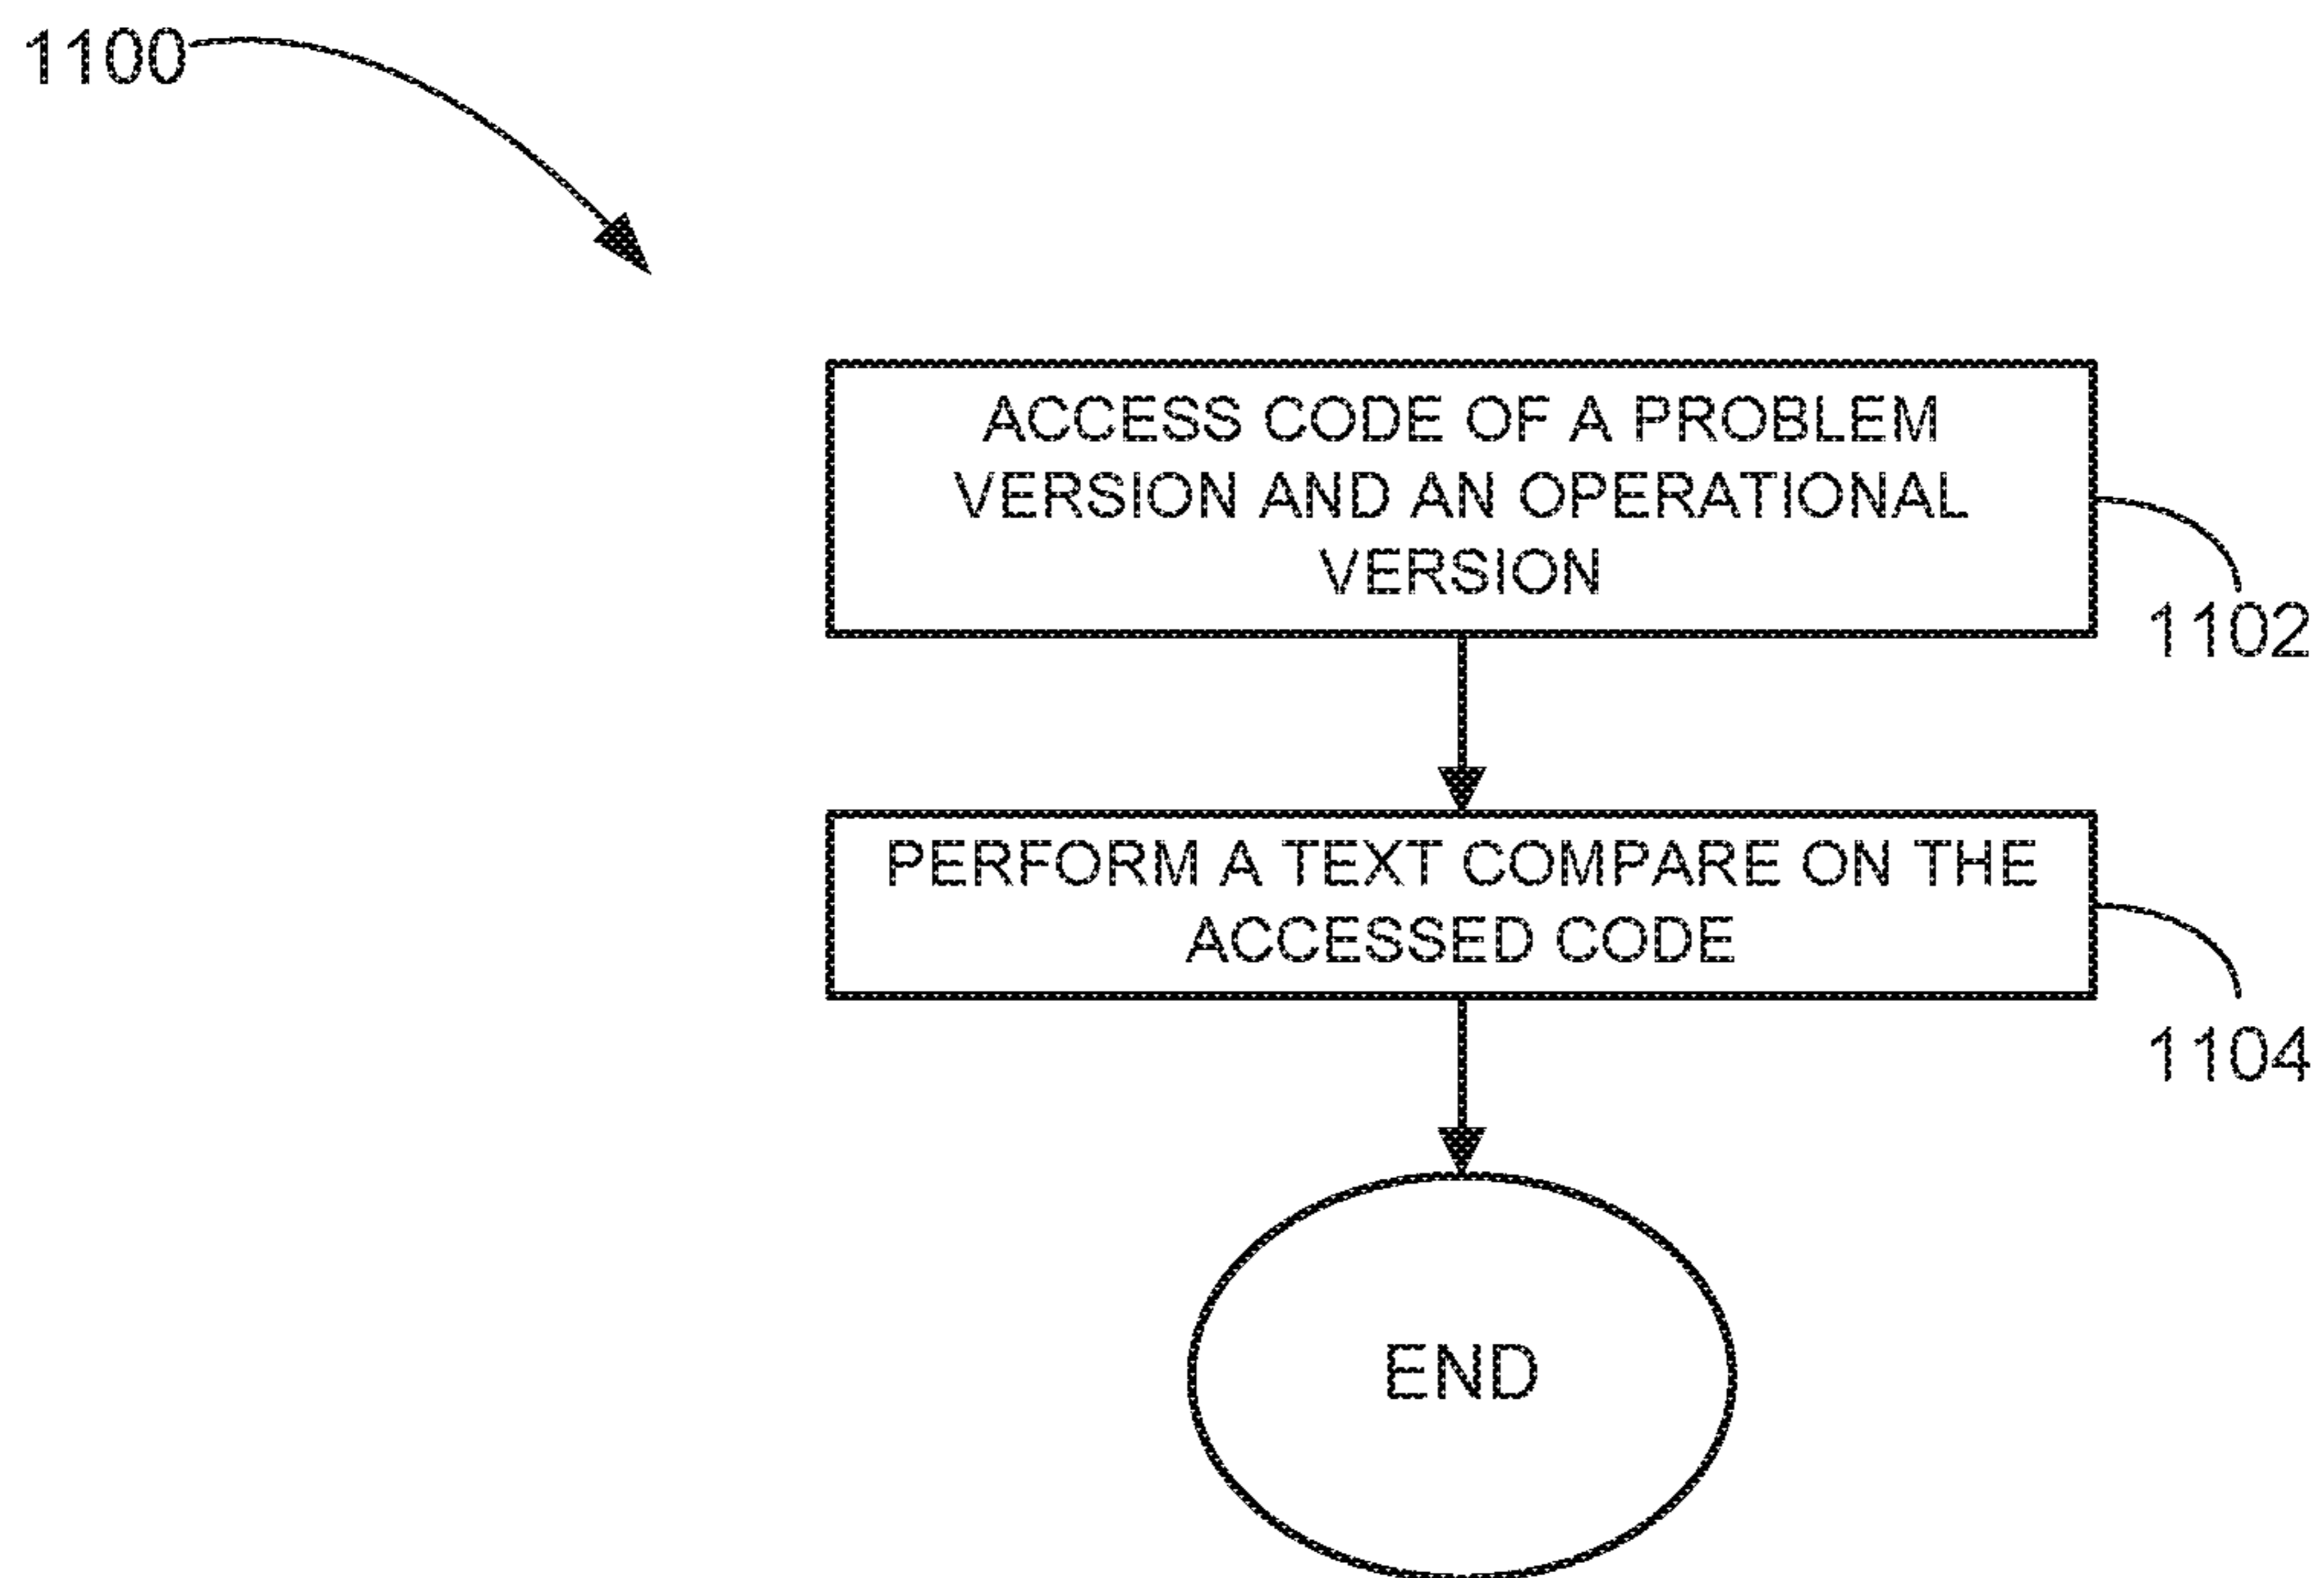 1100
ACCESS CODE OF A PROBLEM
VERSION AND AN OPERATIONAL
VERSION
1102
PERFORM A TEXT COMPARE ON THE
ACCESSED CODE
1104
END